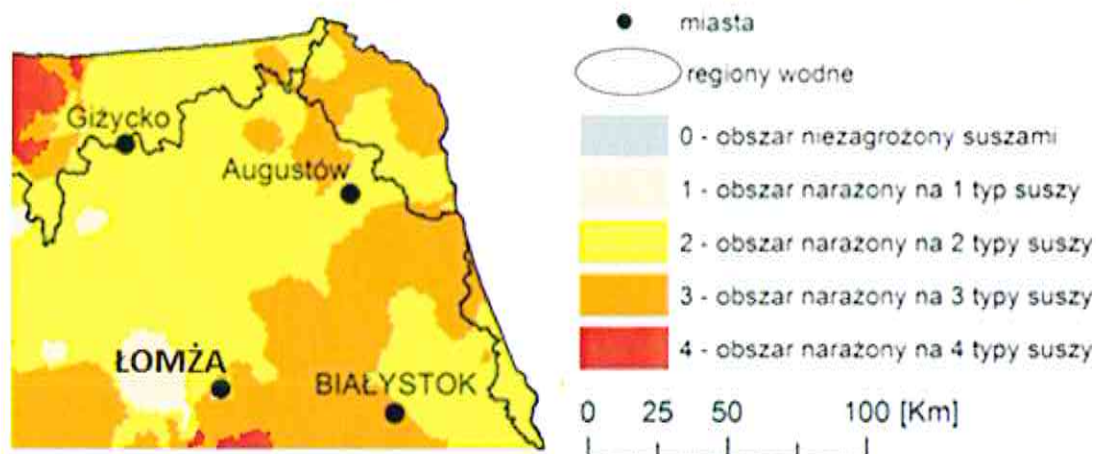 Giżycko
Augustów
ŁOMŻA
BIAŁYSTOK
miasta
regiony wodne
0 - obszar niezagrożony suszami
1 - obszar narażony na 1 typ suszy
2 - obszar narażony na 2 typy suszy
3 - obszar narażony na 3 typy suszy
4 - obszar narażony na 4 typy suszy
0 25 50 100 [Km]